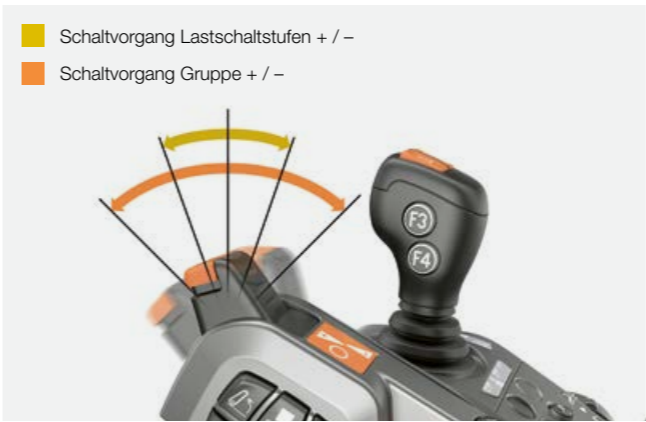 Schaltvorgang Lastschaltstufen + / –
Schaltvorgang Gruppe + / –
F3
F4